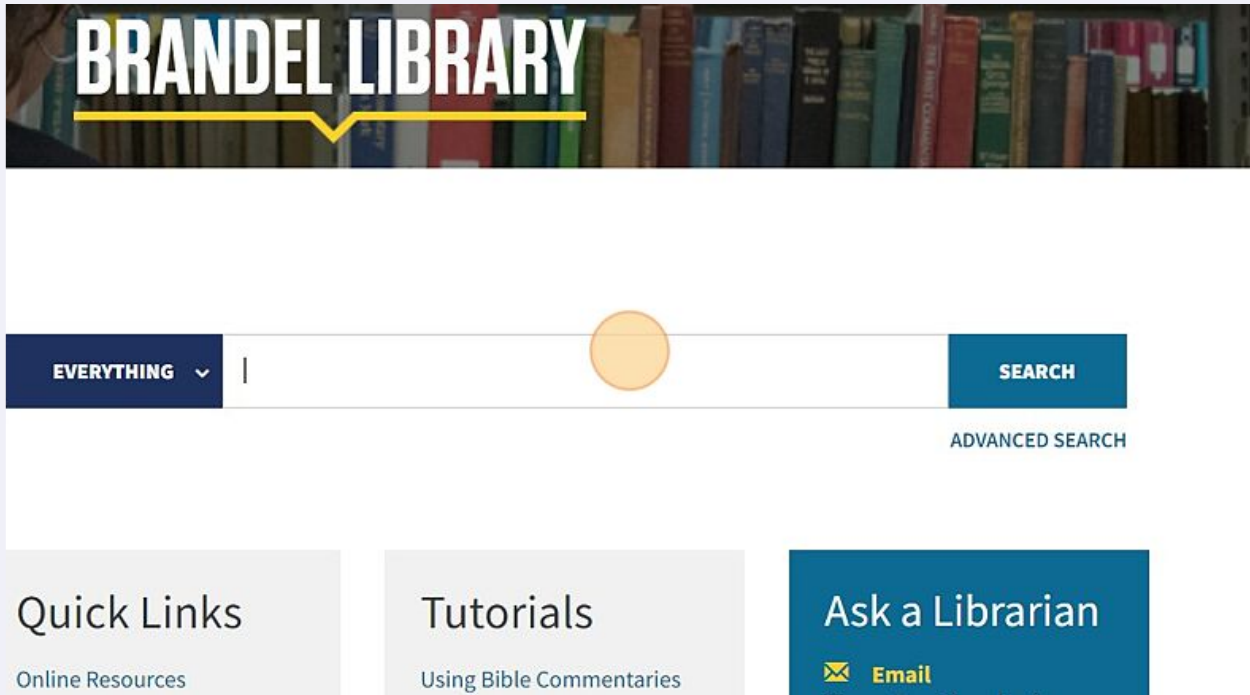 BRANDEL LIBRARY
EVERYTHING
SEARCH
ADVANCED SEARCH
Quick Links
Online Resources
Tutorials
Using Bible Commentaries
Ask a Librarian
Email